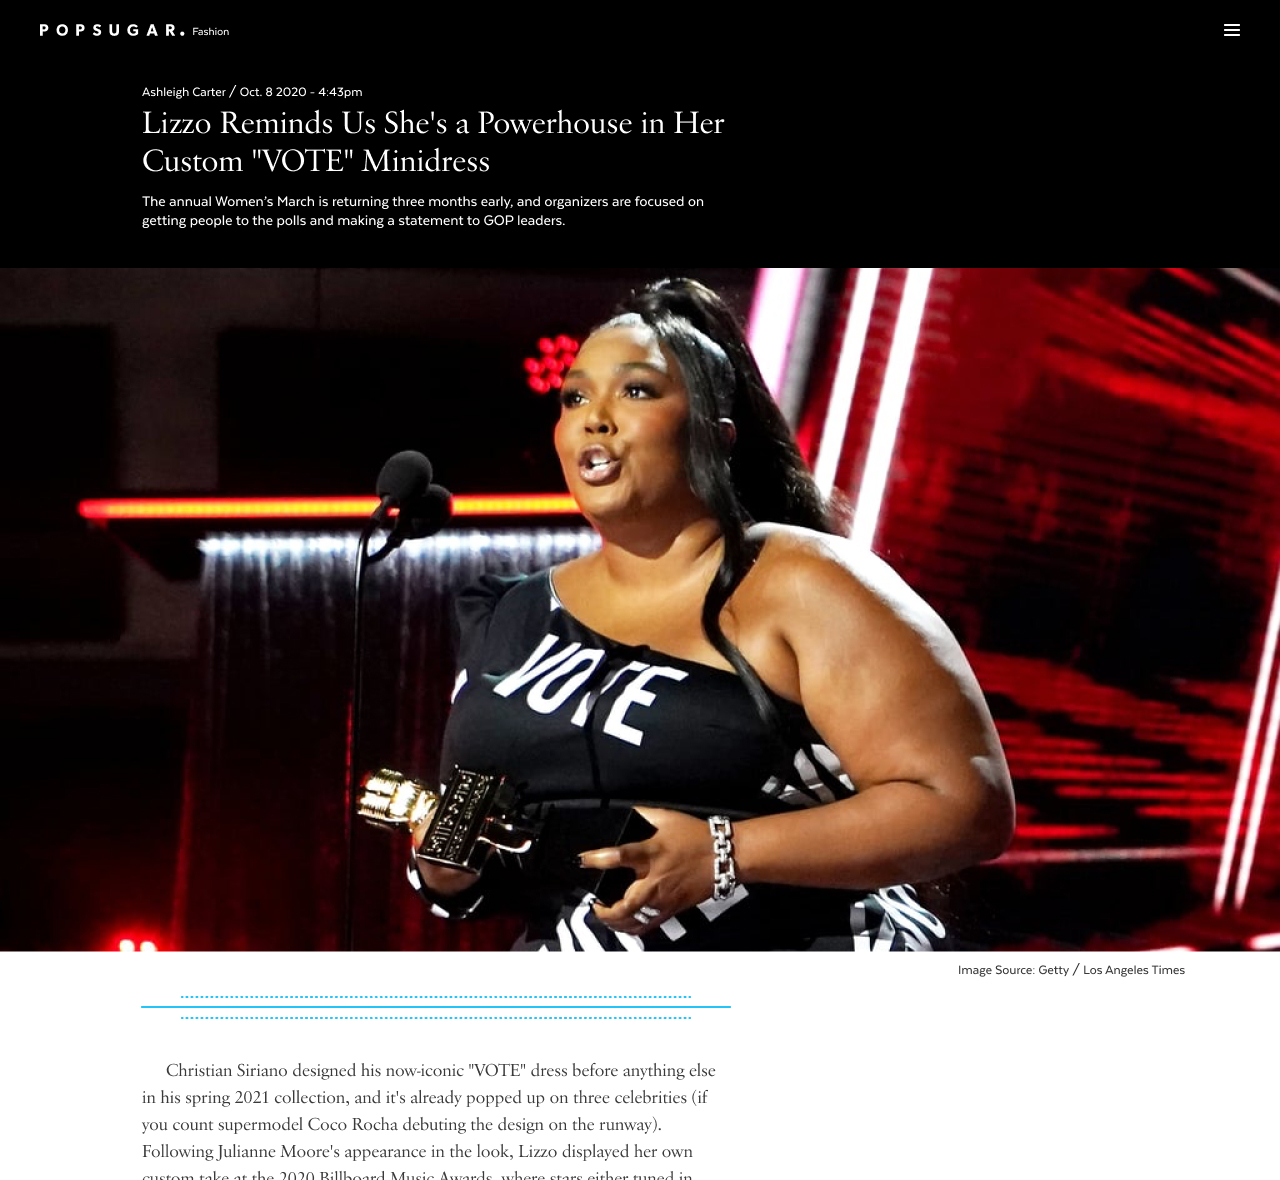 POPSUGAR. Fashion
Ashleigh Carter / Oct. 8 2020 - 4:43pm
Lizzo Reminds Us She's a Powerhouse in Her
Custom "VOTE" Minidress
The annual Women’s March is returning three months early, and organizers are focused on
getting people to the polls and making a statement to GOP leaders.
VOTE
Image Source: Getty / Los Angeles Times
Christian Siriano designed his now-iconic "VOTE" dress before anything else
in his spring 2021 collection, and it's already popped up on three celebrities (if
you count supermodel Coco Rocha debuting the design on the runway).
Following Julianne Moore's appearance in the look, Lizzo displayed her own
custom take at the 2020 Billboard Music Awards, where stars either tuned in